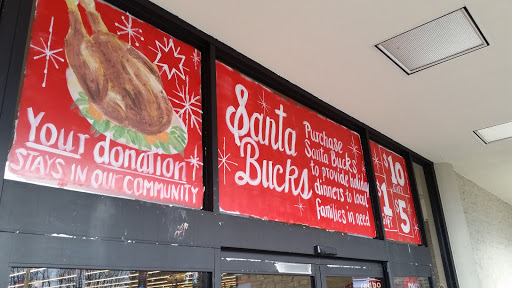 Your donation
STAYS IN OUR COMMUNITY
Santa
Bucks
Purchase
Santa Bucks
to provide holiday
dinners to local
families in need
$10
$1
$5